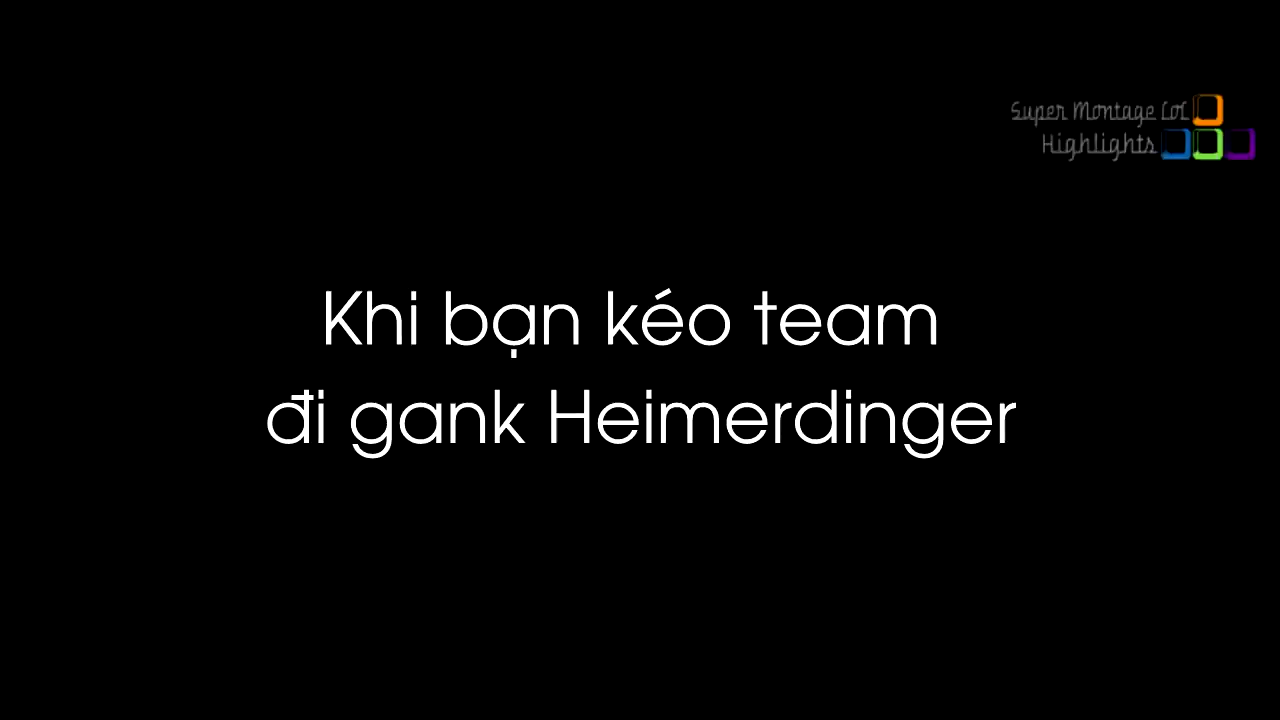 Super Montage LoL
Highlights
Khi bạn kéo team
đi gank Heimerdinger